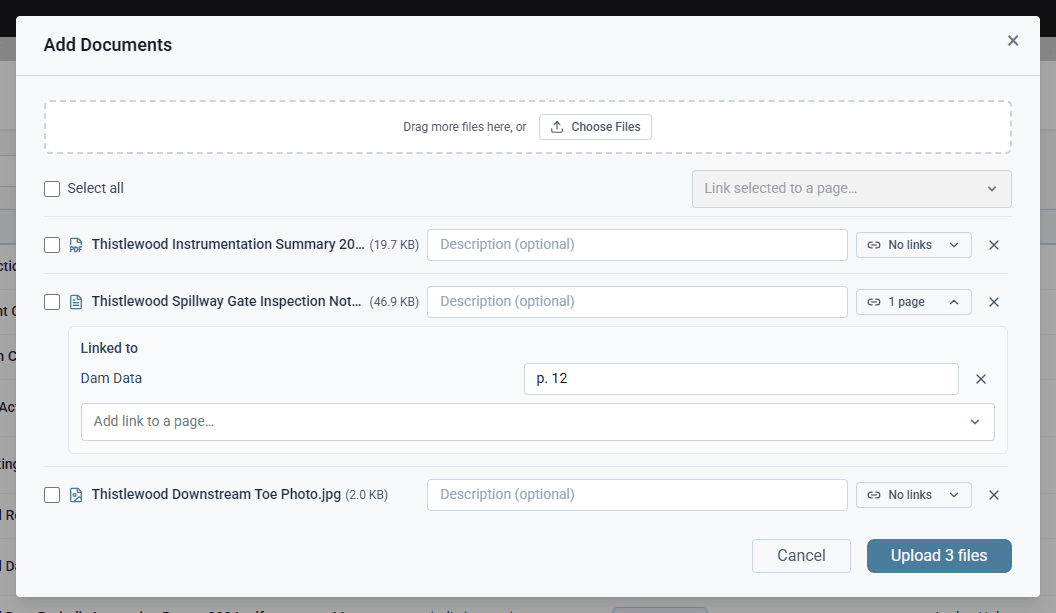 Add Documents
Drag more files here, or Choose Files
Select all Link selected to a page…
PDF Thistlewood Instrumentation Summary 20… (19.7 KB) Description (optional) No links
Thistlewood Spillway Gate Inspection Not… (46.9 KB) Description (optional) 1 page
Linked to
Dam Data p. 12
Add link to a page…
Thistlewood Downstream Toe Photo.jpg (2.0 KB) Description (optional) No links
Cancel Upload 3 files